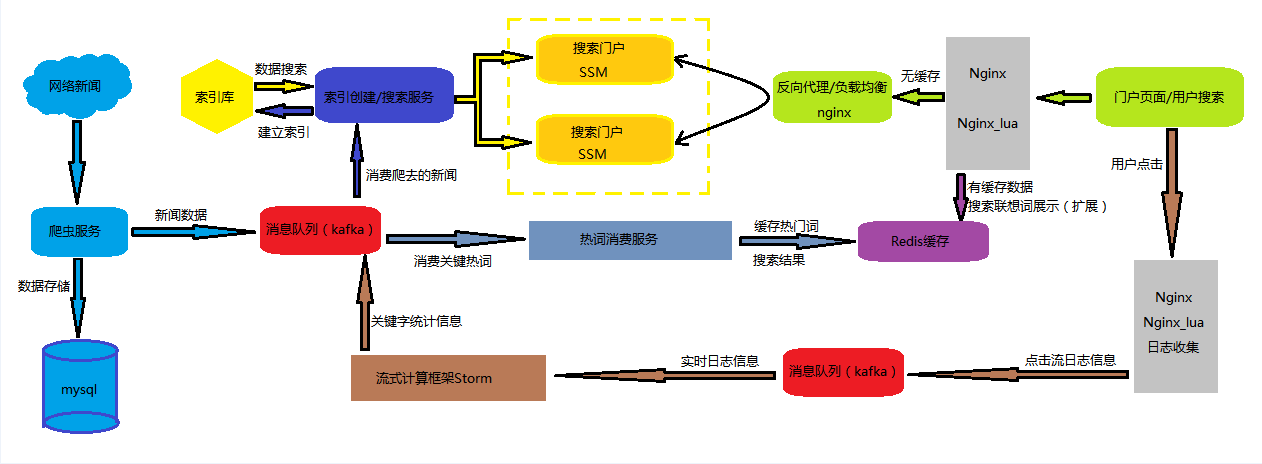 网络新闻
索引库
数据搜索
建立索引
索引创建/搜索服务
搜索门户
SSM
搜索门户
SSM
反向代理/负载均衡
nginx
无缓存
Nginx
Nginx_lua
门户页面/用户搜索
用户点击
消费爬去的新闻
有缓存数据
搜索联想词展示（扩展）
爬虫服务
新闻数据
消息队列（kafka）
消费关键热词
热词消费服务
缓存热门词
搜索结果
Redis缓存
数据存储
mysql
关键字统计信息
流式计算框架Storm
实时日志信息
消息队列（kafka）
点击流日志信息
Nginx
Nginx_lua
日志收集